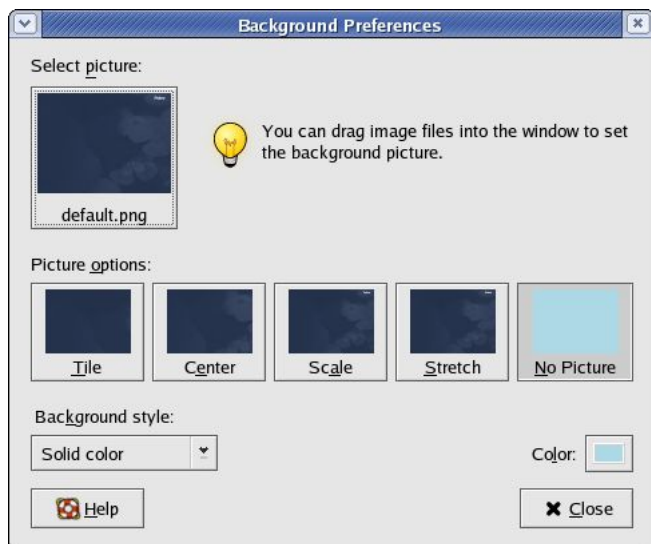 Background Preferences
Select picture:
You can drag image files into the window to set
the background picture.
default.png
Picture options:
Tile
Center
Scale
Stretch
No Picture
Background style:
Solid color
Color:
Help
Close